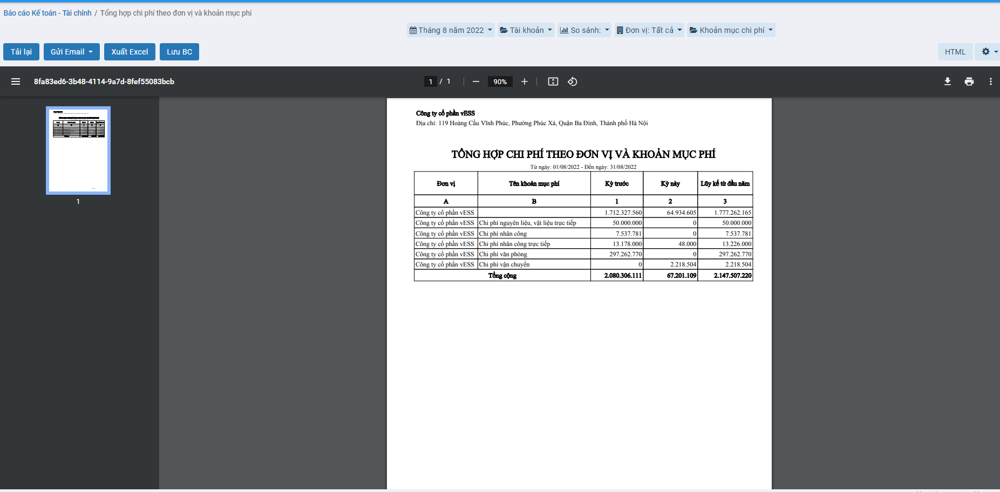 Báo cáo Kế toán - Tài chính / Tổng hợp chi phí theo đơn vị và khoản mục phí
Tháng 8 năm 2022 Tài khoản So sánh: Đơn vị: Tất cả Khoản mục chi phí
Tải lại Gửi Email Xuất Excel Lưu BC HTML
8fa83ed6-3b48-4114-9a7d-8fef55083bcb 1 / 1 90%
1
Công ty cổ phần vESS
Địa chỉ: 119 Hoàng Cầu Vĩnh Phúc, Phường Phúc Xá, Quận Ba Đình, Thành phố Hà Nội
TỔNG HỢP CHI PHÍ THEO ĐƠN VỊ VÀ KHOẢN MỤC PHÍ
Từ ngày: 01/08/2022 - Đến ngày: 31/08/2022
Đơn vị Tên khoản mục phí Kỳ trước Kỳ này Lũy kế từ đầu năm
A B 1 2 3
Công ty cổ phần vESS 1.712.327.560 64.934.605 1.777.262.165
Công ty cổ phần vESS Chi phí nguyên liệu, vật liệu trực tiếp 50.000.000 0 50.000.000
Công ty cổ phần vESS Chi phí nhân công 7.537.781 0 7.537.781
Công ty cổ phần vESS Chi phí nhân công trực tiếp 13.178.000 48.000 13.226.000
Công ty cổ phần vESS Chi phí văn phòng 297.262.770 0 297.262.770
Công ty cổ phần vESS Chi phí vận chuyển 0 2.218.504 2.218.504
Tổng cộng 2.080.306.111 67.201.109 2.147.507.220